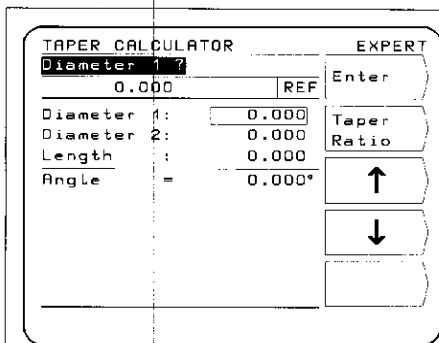 TAPER CALCULATOR EXPERT
Diameter 1 ?
0.000 REF
Enter
Diameter 1: 0.000
Diameter 2: 0.000
Length : 0.000
Angle = 0.000°
Taper
Ratio
↑
↓